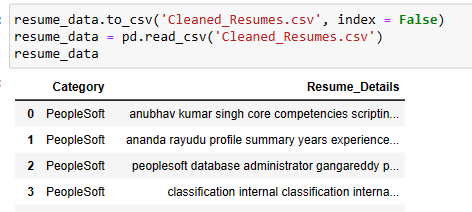 resume_data.to_csv('Cleaned_Resumes.csv', index = False)
resume_data = pd.read_csv('Cleaned_Resumes.csv')
resume_data
Category Resume_Details
0 PeopleSoft anubhav kumar singh core competencies scriptin...
1 PeopleSoft ananda rayudu profile summary years experience...
2 PeopleSoft peoplesoft database administrator gangareddy p...
3 PeopleSoft classification internal classification interna...